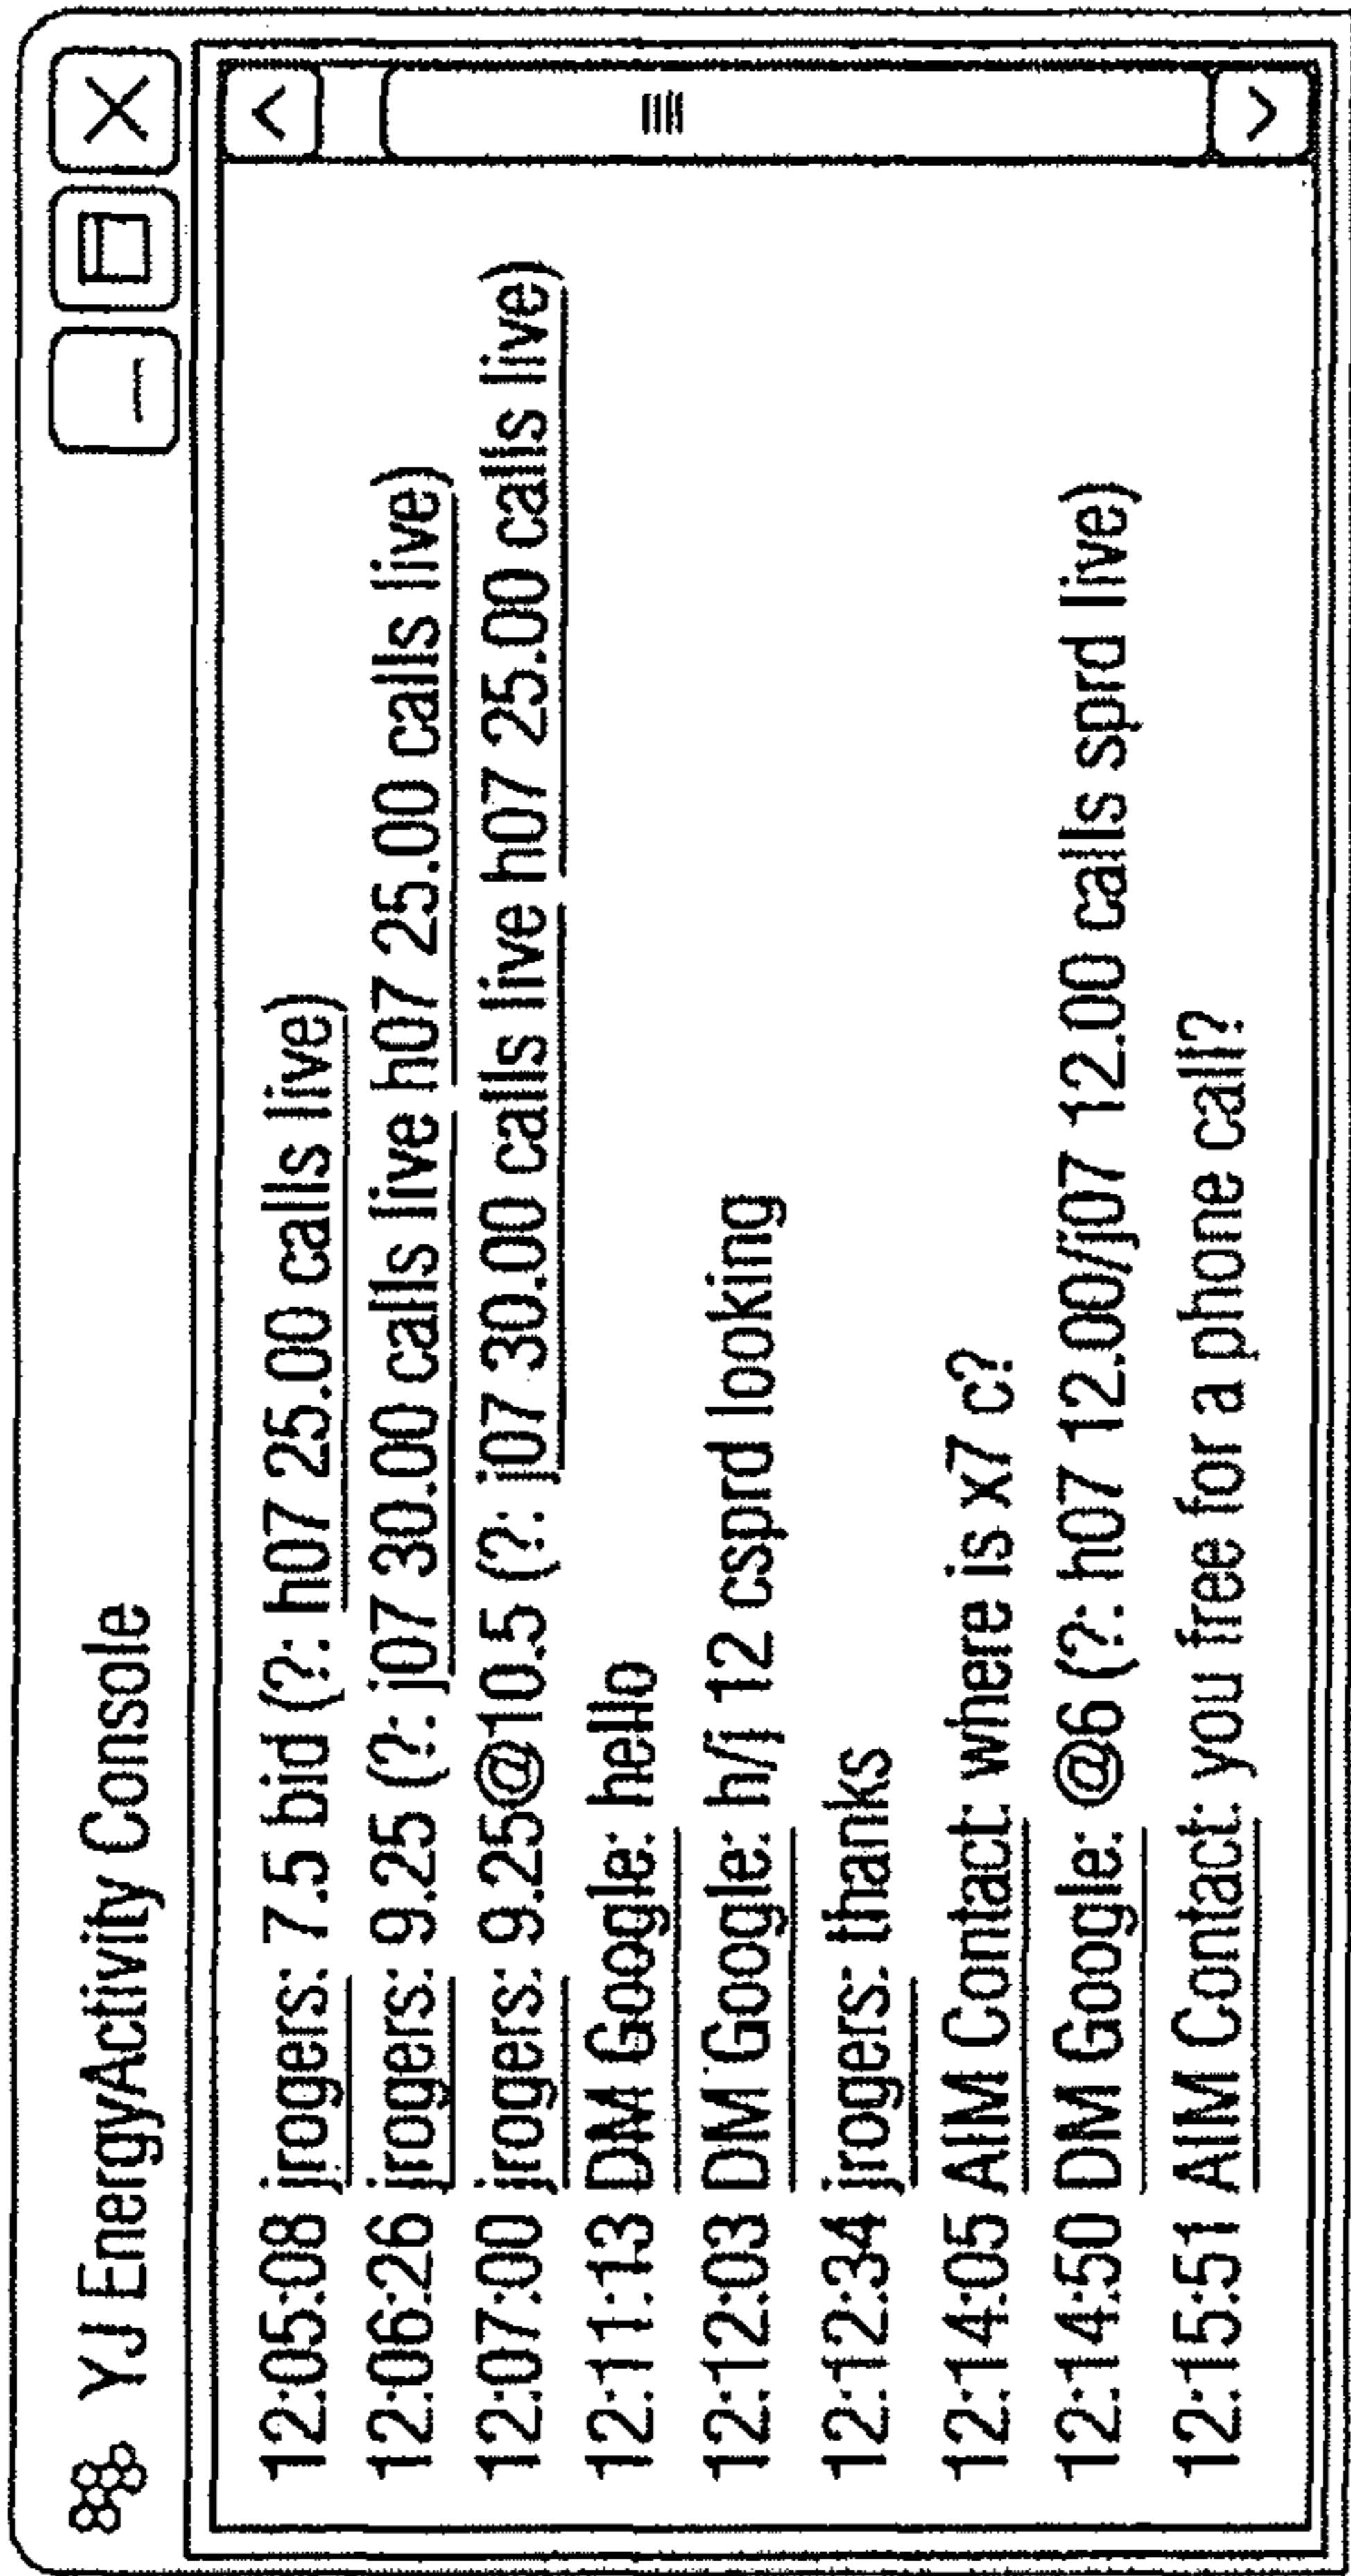 YJ EnergyActivity Console
12:05:08 jrogers: 7.5 bid (?: h07 25.00 calls live)
12:06:26 jrogers: 9.25 (?: j07 30.00 calls live h07 25.00 calls live)
12:07:00 jrogers: 9.25@10.5 (?: j07 30.00 calls live h07 25.00 calls live)
12:11:13 DM Google: hello
12:12:03 DM Google: h/j 12 csprd looking
12:12:34 jrogers: thanks
12:14:05 AIM Contact: where is x7 c?
12:14:50 DM Google: @6 (?: h07 12.00/j07 12.00 calls sprd live)
12:15:51 AIM Contact: you free for a phone call?